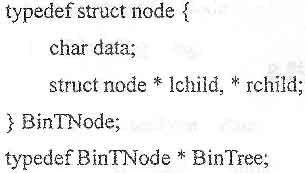 typedef struct node {
char data;
struct node * lchild, * rchild;
} BinTNode;
typedef BinTNode * BinTree;